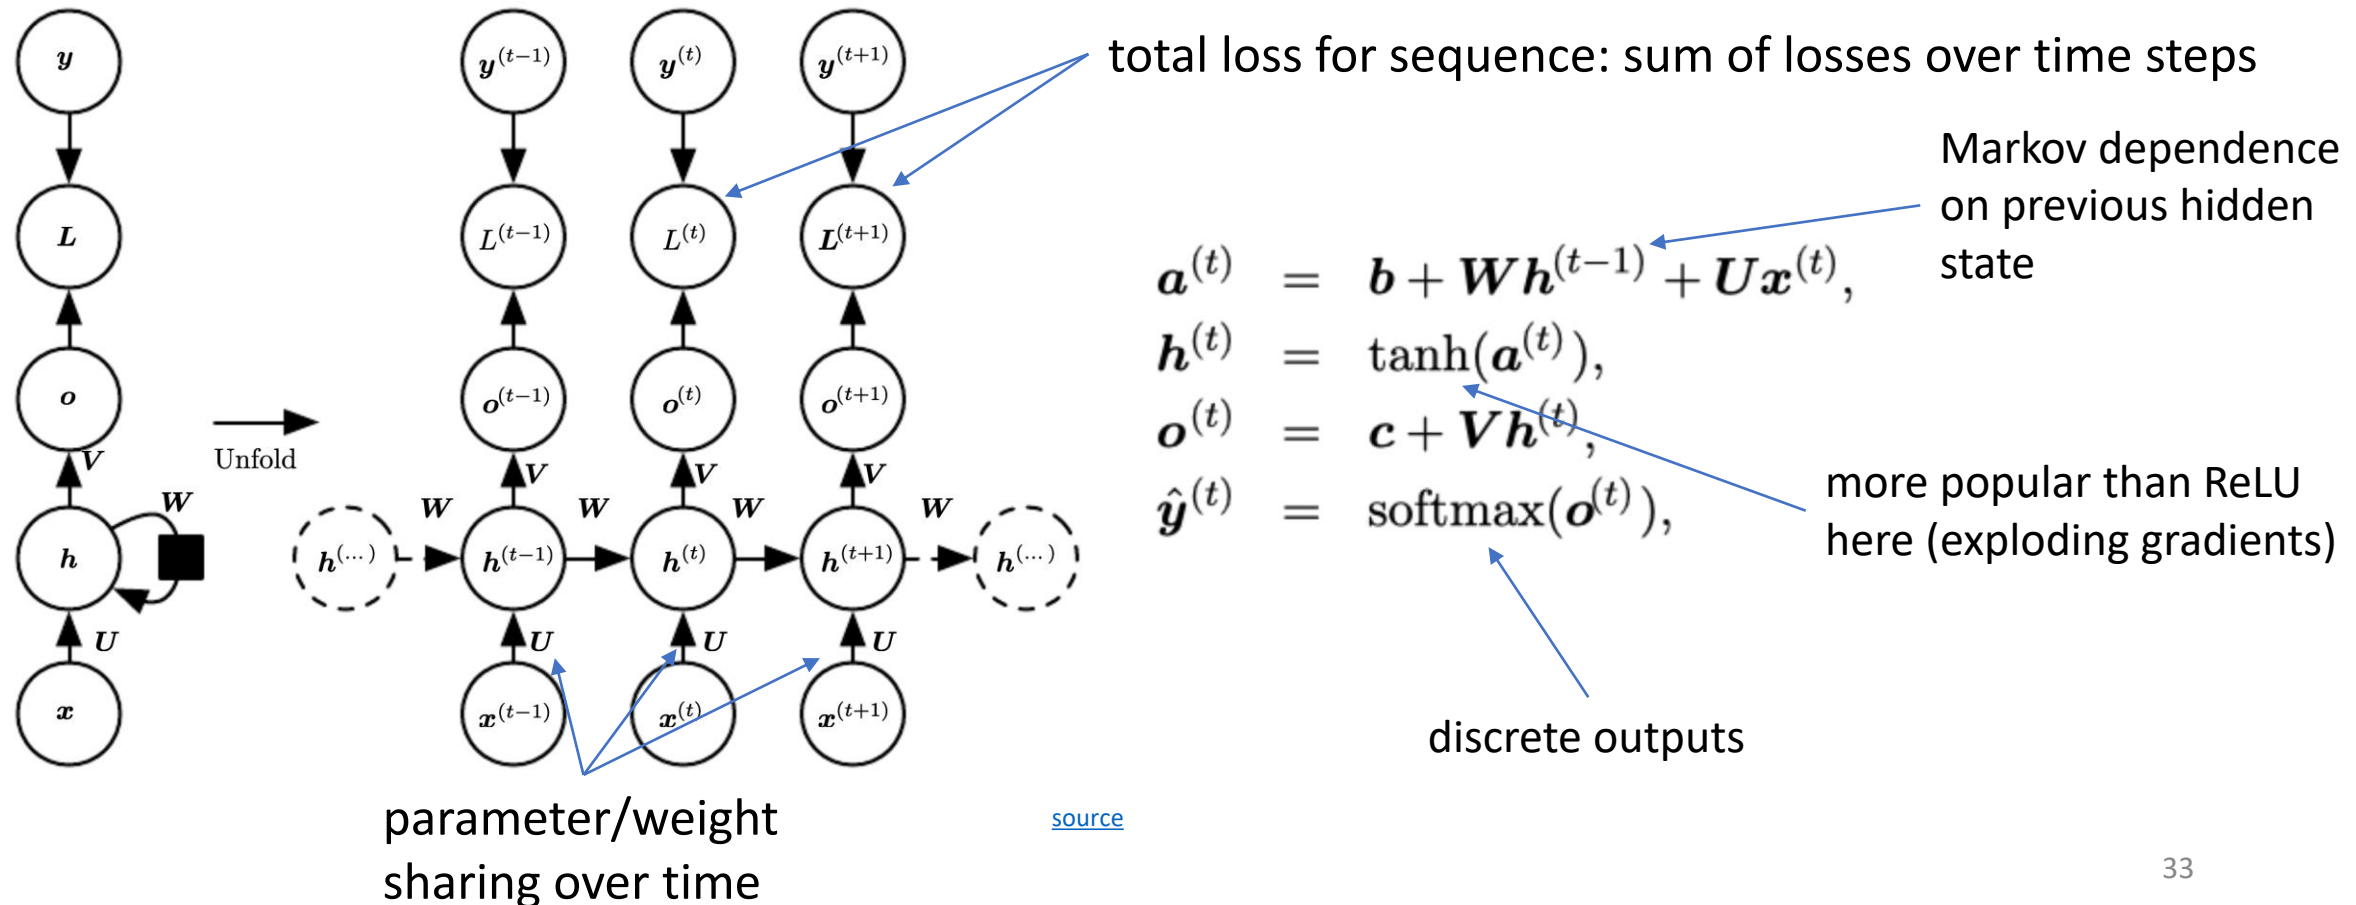 y
y^(t−1)
y^(t)
y^(t+1)
total loss for sequence: sum of losses over time steps
Markov dependence
on previous hidden
state
L
L^(t−1)
L^(t)
L^(t+1)
a^(t) = b + Wh^(t−1) + Ux^(t),
h^(t) = tanh(a^(t)),
o^(t) = c + Vh^(t),
ŷ^(t) = softmax(o^(t)),
o
o^(t−1)
o^(t)
o^(t+1)
Unfold
V
V
V
V
more popular than ReLU
here (exploding gradients)
W
W
W
W
W
h
h^(...)
h^(t−1)
h^(t)
h^(t+1)
h^(...)
U
U
U
U
x
x^(t−1)
x^(t)
x^(t+1)
discrete outputs
parameter/weight
sharing over time
source
33